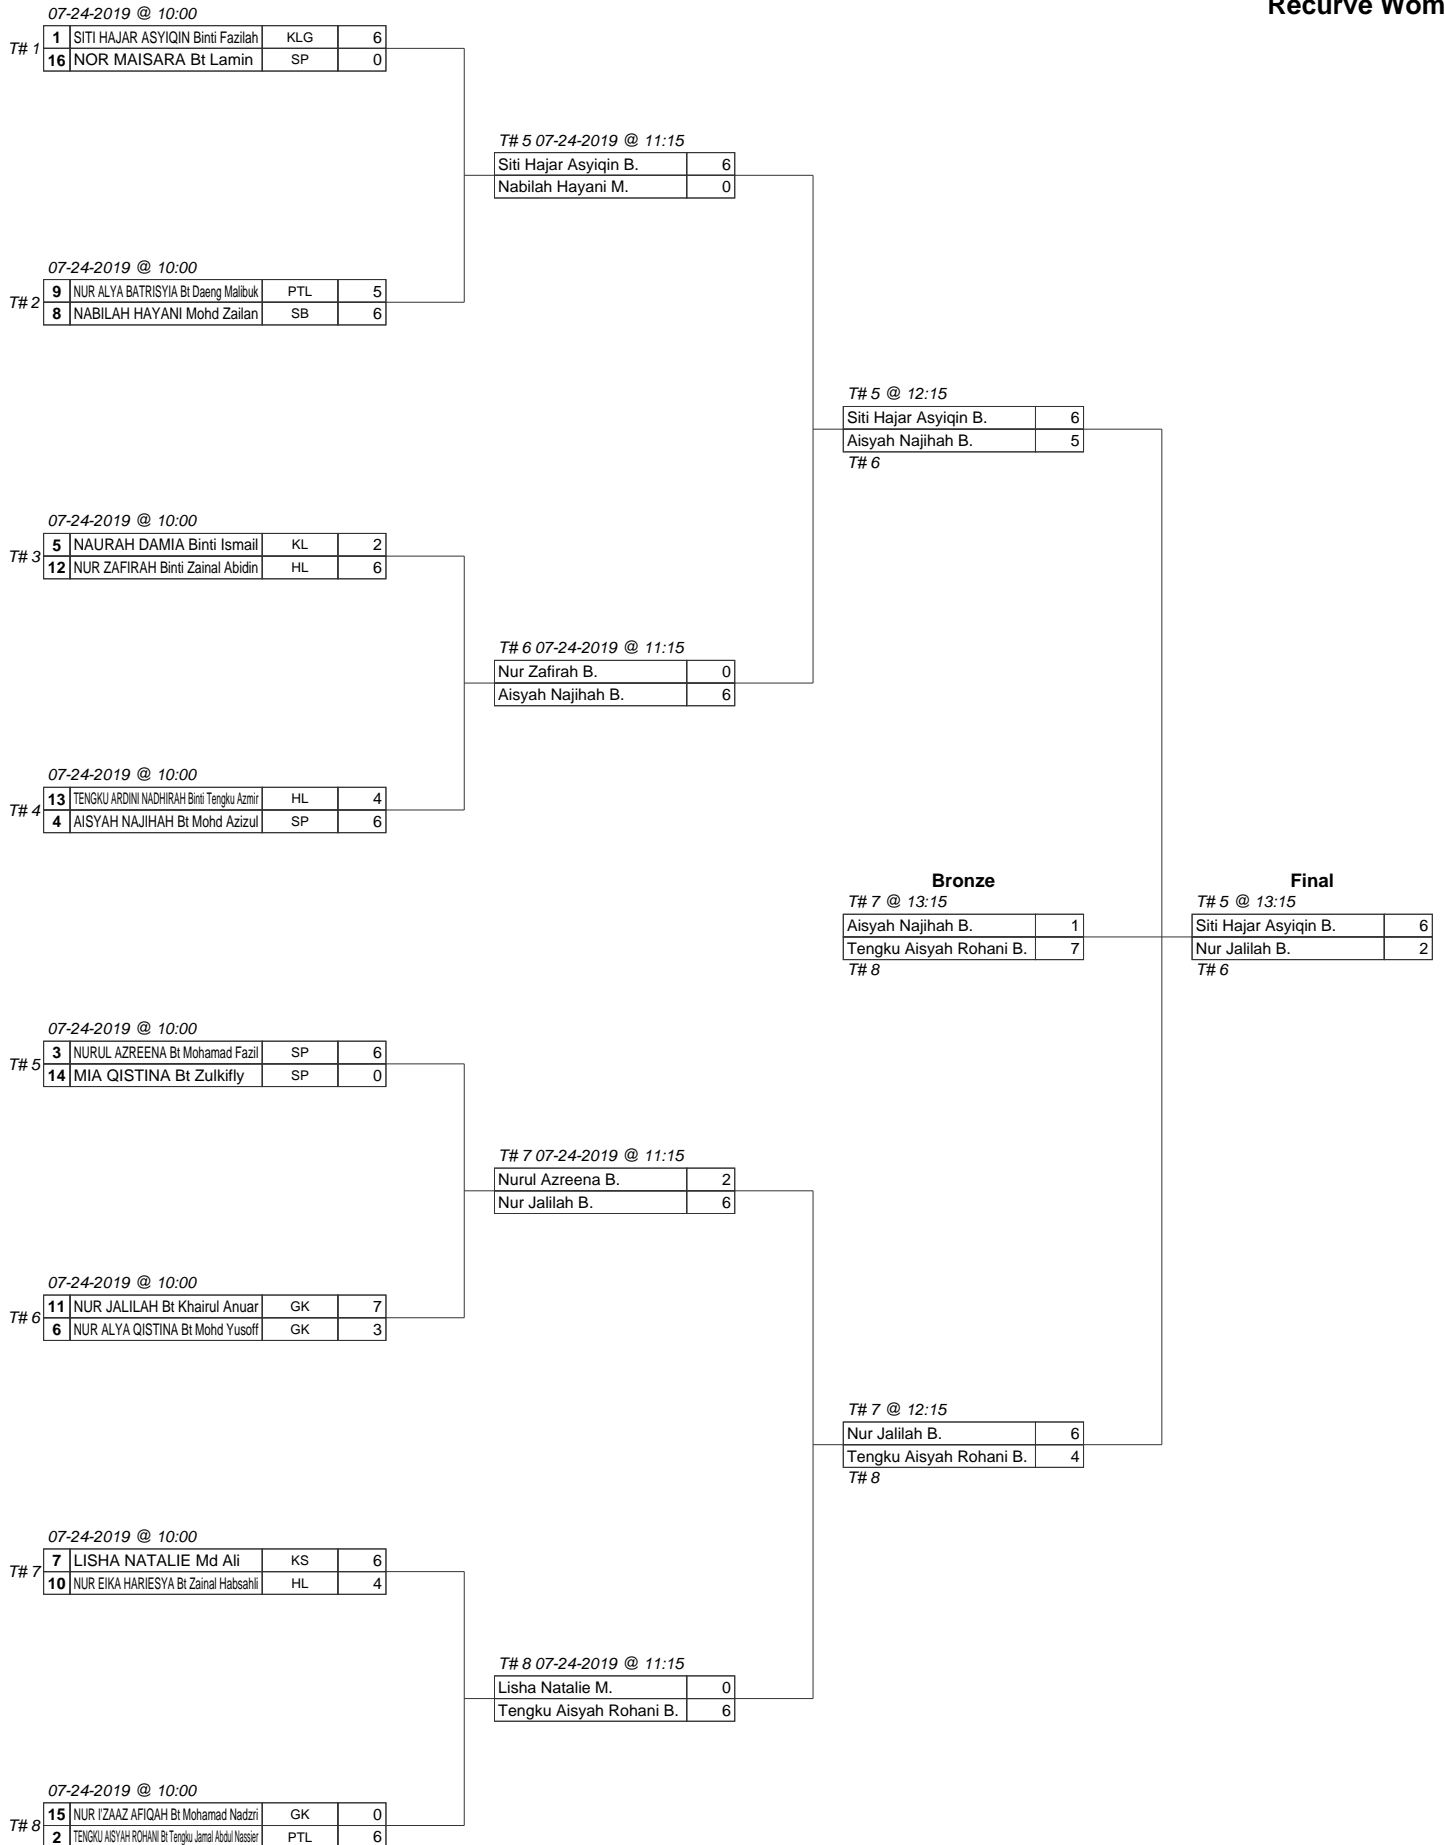 Recurve Wom
07-24-2019 @ 10:00
T# 1
1 SITI HAJAR ASYIQIN Binti Fazilah KLG 6
16 NOR MAISARA Bt Lamin SP 0
T# 5 07-24-2019 @ 11:15
Siti Hajar Asyiqin B. 6
Nabilah Hayani M. 0
07-24-2019 @ 10:00
T# 2
9 NUR ALYA BATRISYIA Bt Daeng Malibuk PTL 5
8 NABILAH HAYANI Mohd Zailan SB 6
T# 5 @ 12:15
Siti Hajar Asyiqin B. 6
Aisyah Najihah B. 5
T# 6
07-24-2019 @ 10:00
T# 3
5 NAURAH DAMIA Binti Ismail KL 2
12 NUR ZAFIRAH Binti Zainal Abidin HL 6
T# 6 07-24-2019 @ 11:15
Nur Zafirah B. 0
Aisyah Najihah B. 6
07-24-2019 @ 10:00
T# 4
13 TENGKU ARDINI NADHIRAH Binti Tengku Azmir HL 4
4 AISYAH NAJIHAH Bt Mohd Azizul SP 6
Bronze
T# 7 @ 13:15
Aisyah Najihah B. 1
Tengku Aisyah Rohani B. 7
T# 8
Final
T# 5 @ 13:15
Siti Hajar Asyiqin B. 6
Nur Jalilah B. 2
T# 6
07-24-2019 @ 10:00
T# 5
3 NURUL AZREENA Bt Mohamad Fazil SP 6
14 MIA QISTINA Bt Zulkifly SP 0
T# 7 07-24-2019 @ 11:15
Nurul Azreena B. 2
Nur Jalilah B. 6
07-24-2019 @ 10:00
T# 6
11 NUR JALILAH Bt Khairul Anuar GK 7
6 NUR ALYA QISTINA Bt Mohd Yusoff GK 3
T# 7 @ 12:15
Nur Jalilah B. 6
Tengku Aisyah Rohani B. 4
T# 8
07-24-2019 @ 10:00
T# 7
7 LISHA NATALIE Md Ali KS 6
10 NUR EIKA HARIESYA Bt Zainal Habsahli HL 4
T# 8 07-24-2019 @ 11:15
Lisha Natalie M. 0
Tengku Aisyah Rohani B. 6
07-24-2019 @ 10:00
T# 8
15 NUR I'ZAAZ AFIQAH Bt Mohamad Nadzri GK 0
2 TENGKU AISYAH ROHANI Bt Tengku Jamal Abdul Nassier PTL 6